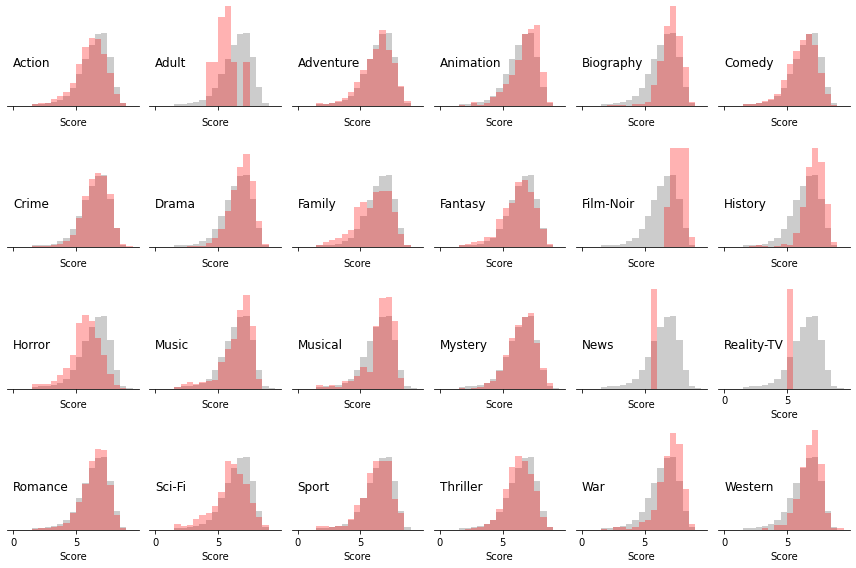 Action Adult Adventure Animation Biography Comedy
Score Score Score Score Score Score
Crime Drama Family Fantasy Film-Noir History
Score Score Score Score Score Score
Horror Music Musical Mystery News Reality-TV
0 5
Score Score Score Score Score Score
Romance Sci-Fi Sport Thriller War Western
0 5 0 5 0 5 0 5 0 5 0 5
Score Score Score Score Score Score